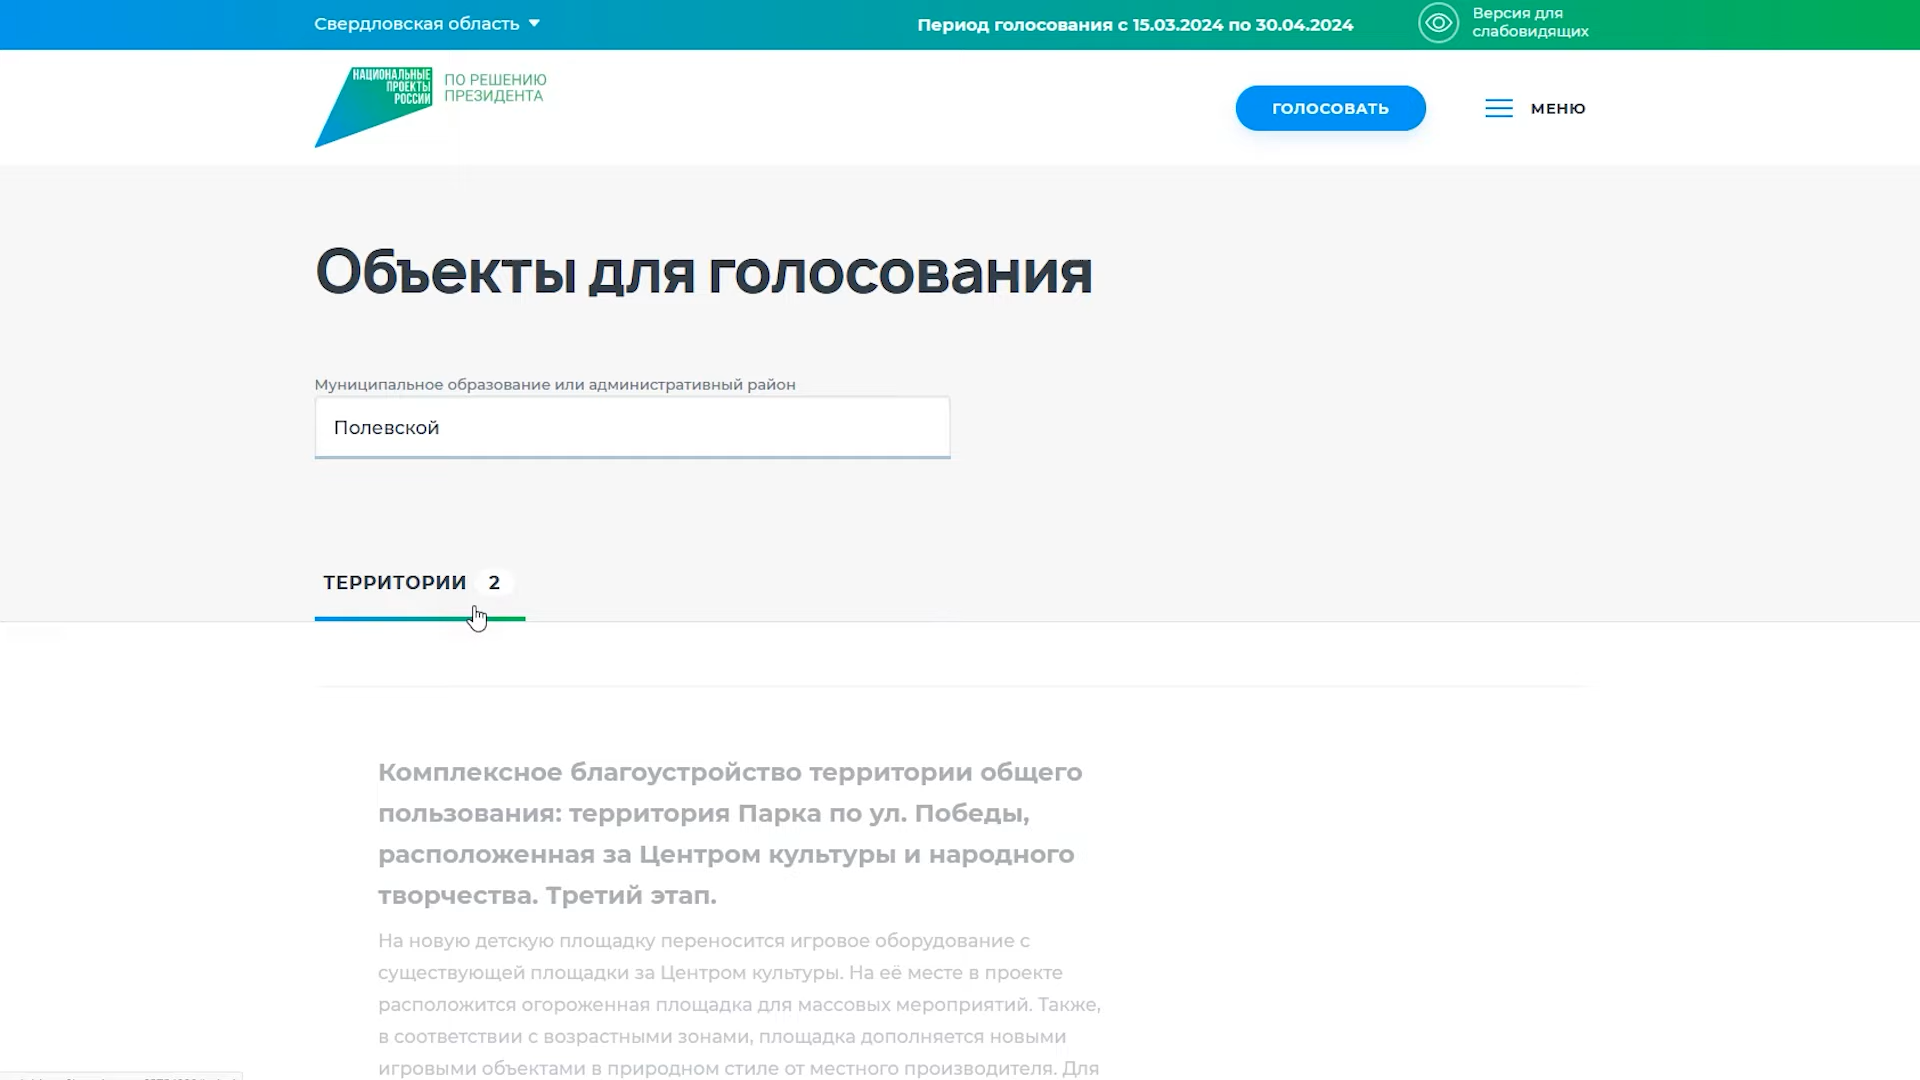 Свердловская область
Период голосования с 15.03.2024 по 30.04.2024
Версия для
слабовидящих
НАЦИОНАЛЬНЫЕ
ПРОЕКТЫ
РОССИИ
ПО РЕШЕНИЮ
ПРЕЗИДЕНТА
ГОЛОСОВАТЬ
МЕНЮ
Объекты для голосования
Муниципальное образование или административный район
Полевской
ТЕРРИТОРИИ 2
Комплексное благоустройство территории общего
пользования: территория Парка по ул. Победы,
расположенная за Центром культуры и народного
творчества. Третий этап.
На новую детскую площадку переносится игровое оборудование с
существующей площадки за Центром культуры. На её месте в проекте
расположится огороженная площадка для массовых мероприятий. Также,
в соответствии с возрастными зонами, площадка дополняется новыми
игровыми объектами в природном стиле от местного производителя. Для